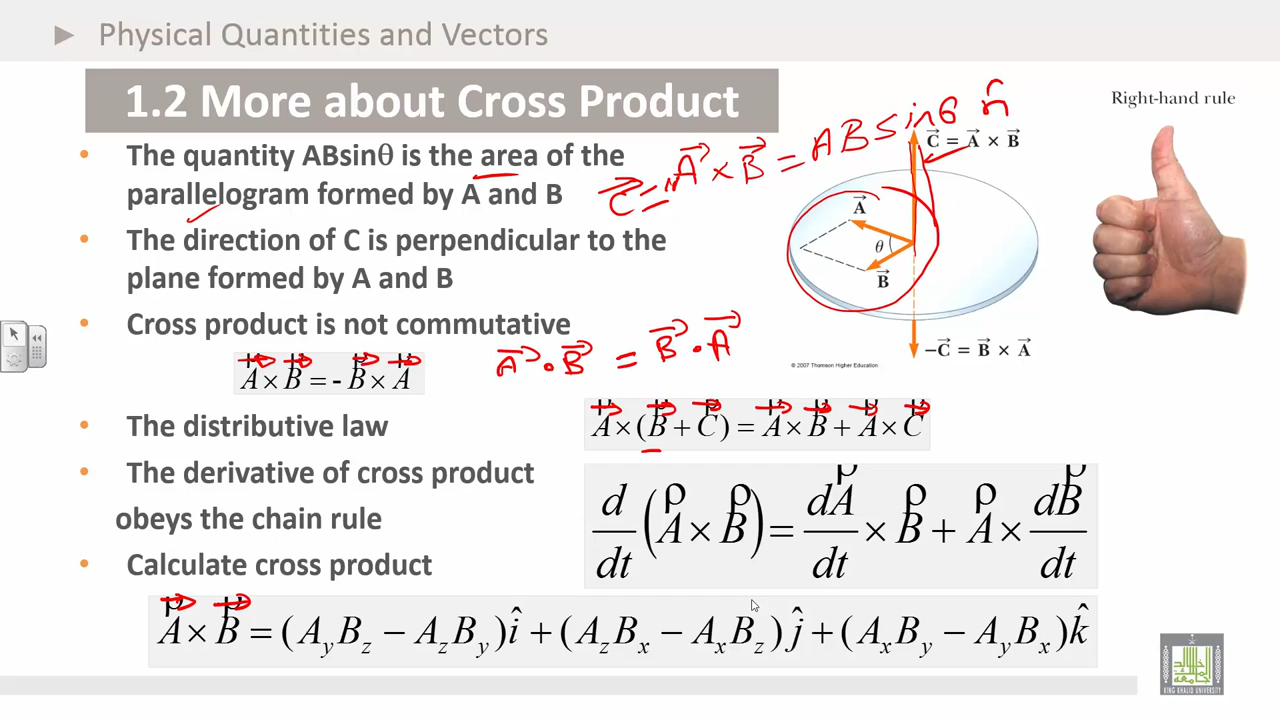 ► Physical Quantities and Vectors
1.2 More about Cross Product
Right-hand rule
• The quantity ABsinθ is the area of the
parallelogram formed by A and B
C⃗ = A⃗ × B⃗ = AB sinθ n̂
C⃗ = A⃗ × B⃗
A⃗
θ
B⃗
−C⃗ = B⃗ × A⃗
© 2007 Thomson Higher Education
• The direction of C is perpendicular to the
plane formed by A and B
• Cross product is not commutative
A⃗ × B⃗ = - B⃗ × A⃗
A⃗ · B⃗ = B⃗ · A⃗
• The distributive law
A⃗ × (B⃗ + C⃗) = A⃗ × B⃗ + A⃗ × C⃗
• The derivative of cross product
obeys the chain rule
d/dt (A × B) = dA/dt × B + A × dB/dt
• Calculate cross product
A⃗ × B⃗ = (AyBz − AzBy)î + (AzBx − AxBz)ĵ + (AxBy − AyBx)k̂
KING KHALID UNIVERSITY